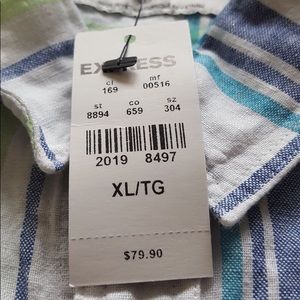 EXPRESS
cl mf
169 00516
st co sz
8894 659 304
2019 8497
XL/TG
$79.90